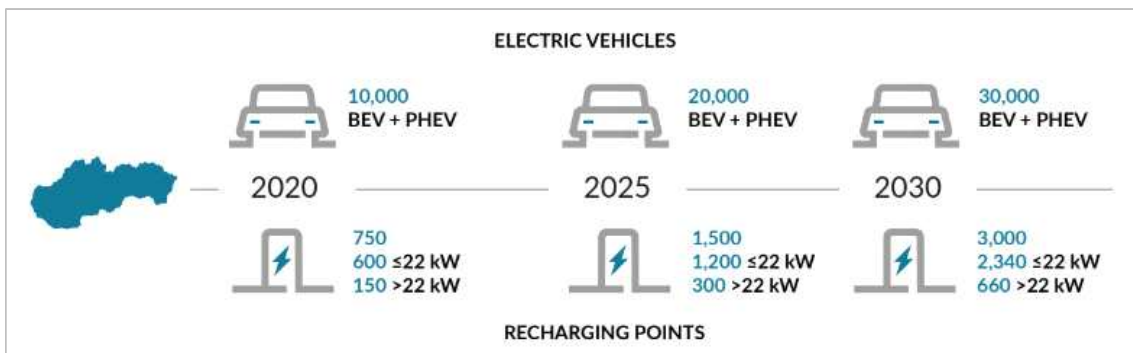 ELECTRIC VEHICLES
10,000
BEV + PHEV
20,000
BEV + PHEV
30,000
BEV + PHEV
2020
2025
2030
750
600 ≤22 kW
150 >22 kW
1,500
1,200 ≤22 kW
300 >22 kW
3,000
2,340 ≤22 kW
660 >22 kW
RECHARGING POINTS